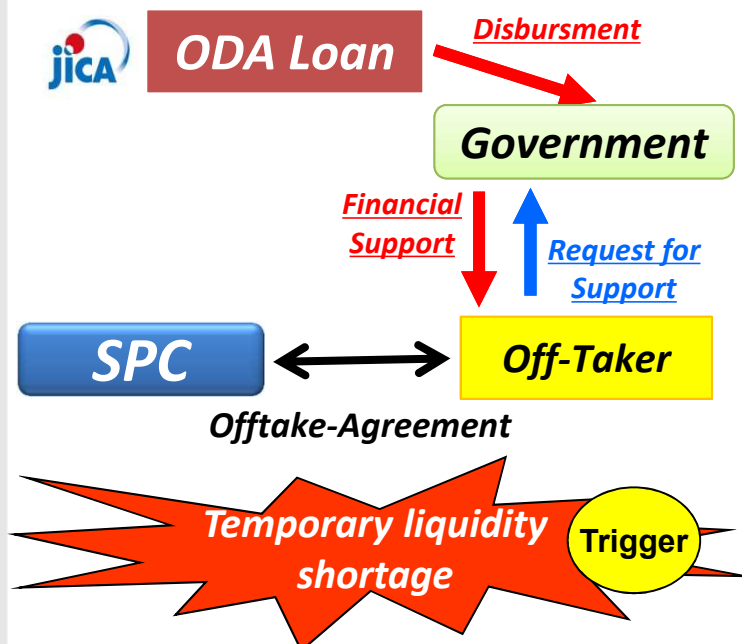 jICA
ODA Loan
Disbursment
Government
Financial
Support
Request for
Support
SPC
Off-Taker
Offtake-Agreement
Temporary liquidity
shortage
Trigger